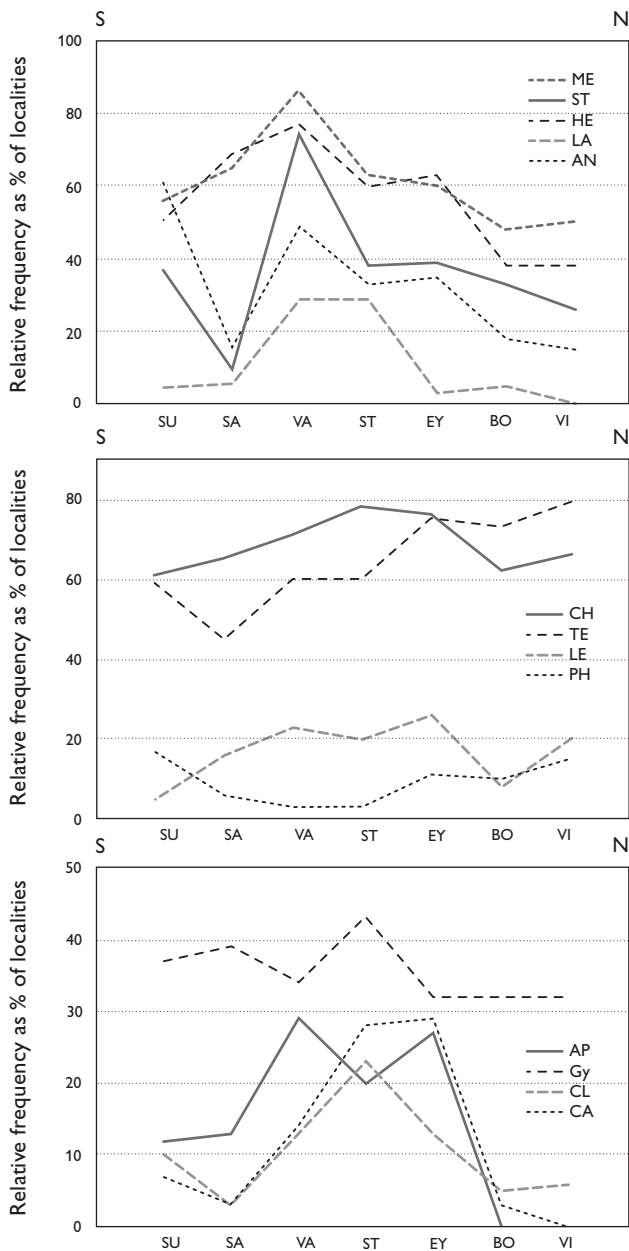 S N
Relative frequency as % of localities
100
80
60
40
20
0
ME
ST
HE
LA
AN
SU SA VA ST EY BO VI
S N
Relative frequency as % of localities
80
60
40
20
0
CH
TE
LE
PH
SU SA VA ST EY BO VI
S N
Relative frequency as % of localities
50
40
30
20
10
0
AP
Gy
CL
CA
SU SA VA ST EY BO VI